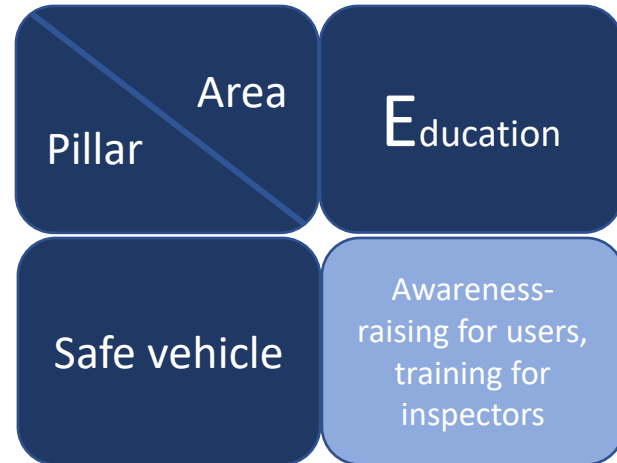 Area
Pillar
Education
Safe vehicle
Awareness-
raising for users,
training for
inspectors